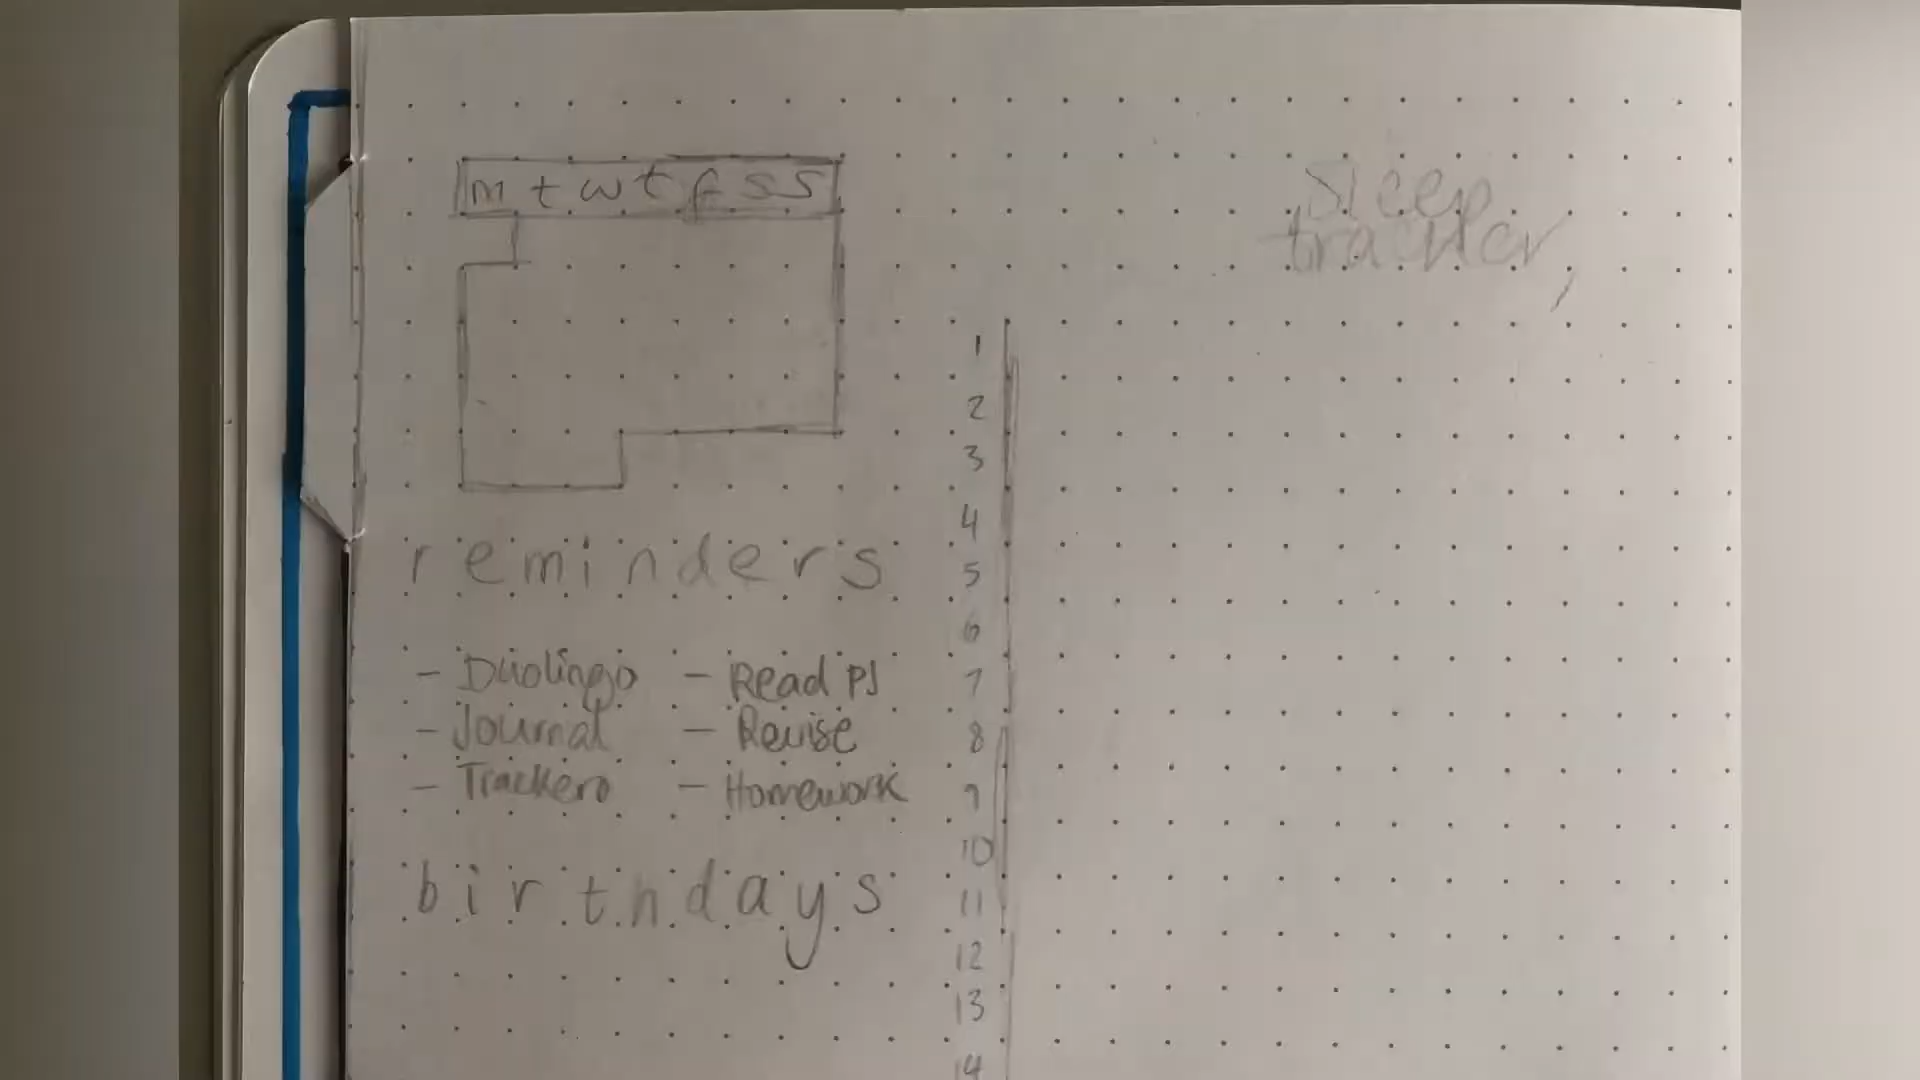 m t w t f s s
sleep
tracker
1
2
3
4
5
6
7
8
9
10
11
12
13
14
reminders
- Duolingo - Read PJ
- Journal - Revise
- Trackers - Homework
birthdays